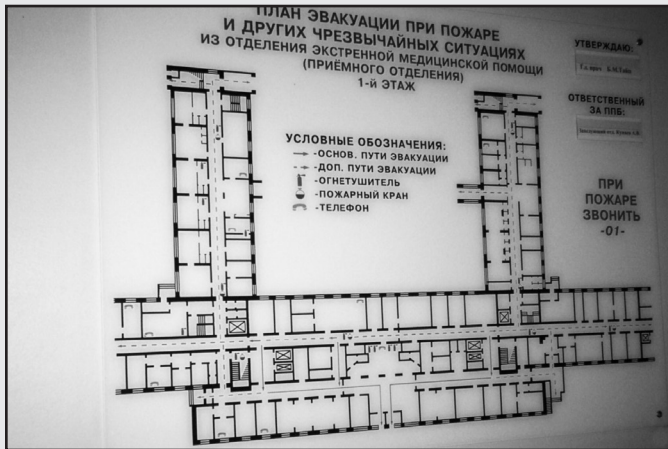 ПЛАН ЭВАКУАЦИИ ПРИ ПОЖАРЕ
И ДРУГИХ ЧРЕЗВЫЧАЙНЫХ СИТУАЦИЯХ
ИЗ ОТДЕЛЕНИЯ ЭКСТРЕННОЙ МЕДИЦИНСКОЙ ПОМОЩИ
(ПРИЁМНОГО ОТДЕЛЕНИЯ)
1-й ЭТАЖ
УТВЕРЖДАЮ:
ОТВЕТСТВЕННЫЙ
ЗА ППБ:
ПРИ
ПОЖАРЕ
ЗВОНИТЬ
-01-
УСЛОВНЫЕ ОБОЗНАЧЕНИЯ:
-ОСНОВ. ПУТИ ЭВАКУАЦИИ
-ДОП. ПУТИ ЭВАКУАЦИИ
-ОГНЕТУШИТЕЛЬ
-ПОЖАРНЫЙ КРАН
-ТЕЛЕФОН